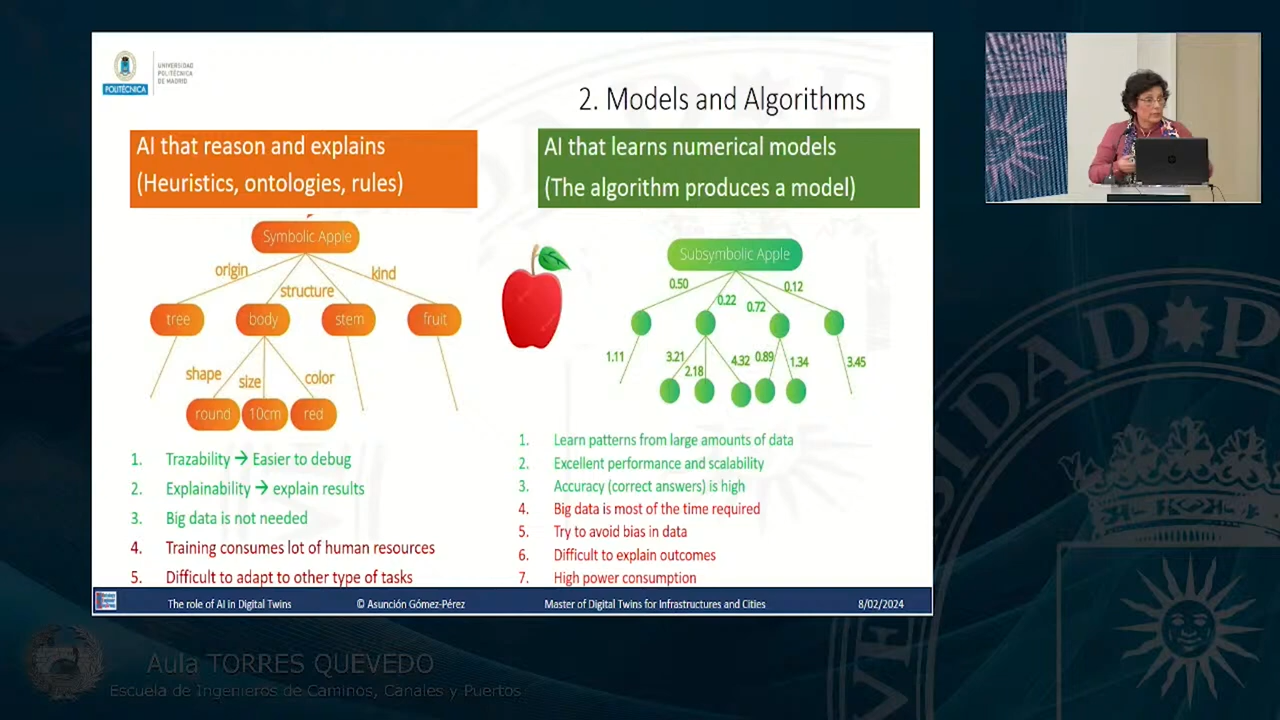 UNIVERSIDAD
POLITÉCNICA
DE MADRID
POLITÉCNICA
2. Models and Algorithms
AI that reason and explains
(Heuristics, ontologies, rules)
Symbolic Apple
origin
kind
structure
tree
body
stem
fruit
shape
size
color
round
10cm
red
1. Trazability → Easier to debug
2. Explainability → explain results
3. Big data is not needed
4. Training consumes lot of human resources
5. Difficult to adapt to other type of tasks
AI that learns numerical models
(The algorithm produces a model)
Subsymbolic Apple
0.50
0.22
0.72
0.12
1.11
3.21
2.18
4.32
0.89
1.34
3.45
1. Learn patterns from large amounts of data
2. Excellent performance and scalability
3. Accuracy (correct answers) is high
4. Big data is most of the time required
5. Try to avoid bias in data
6. Difficult to explain outcomes
7. High power consumption
The role of AI in Digital Twins
© Asunción Gómez-Pérez
Master of Digital Twins for Infrastructures and Cities
8/02/2024
Aula TORRES QUEVEDO
Escuela de Ingenieros de Caminos, Canales y Puertos